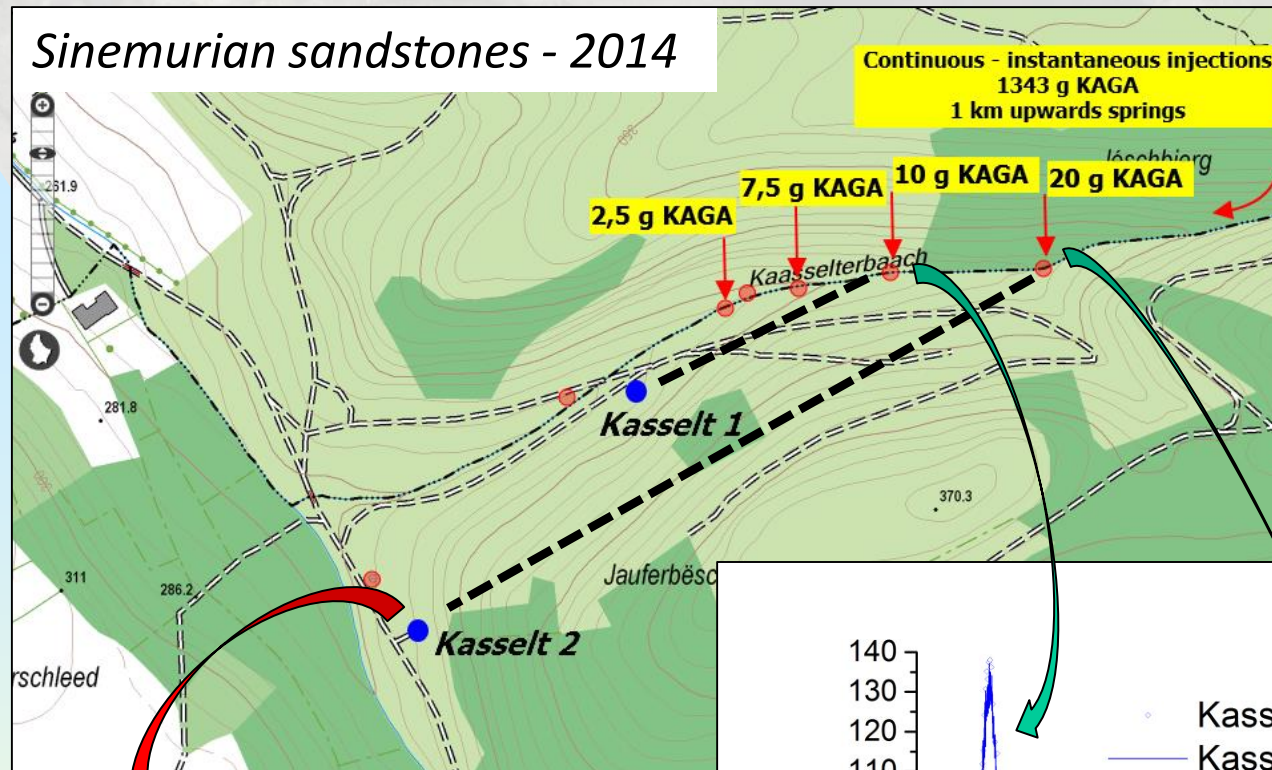 Sinemurian sandstones - 2014
Continuous - instantaneous injections
1343 g KAGA
1 km upwards springs
Jéschbjerg
2,5 g KAGA
7,5 g KAGA
10 g KAGA
20 g KAGA
Kaasselterbaach
261.9
360
281.8
Kasselt 1
370.3
311
286.2
Jauferbësc
Kasselt 2
rschleed
140
130
120
110
Kass
Kass